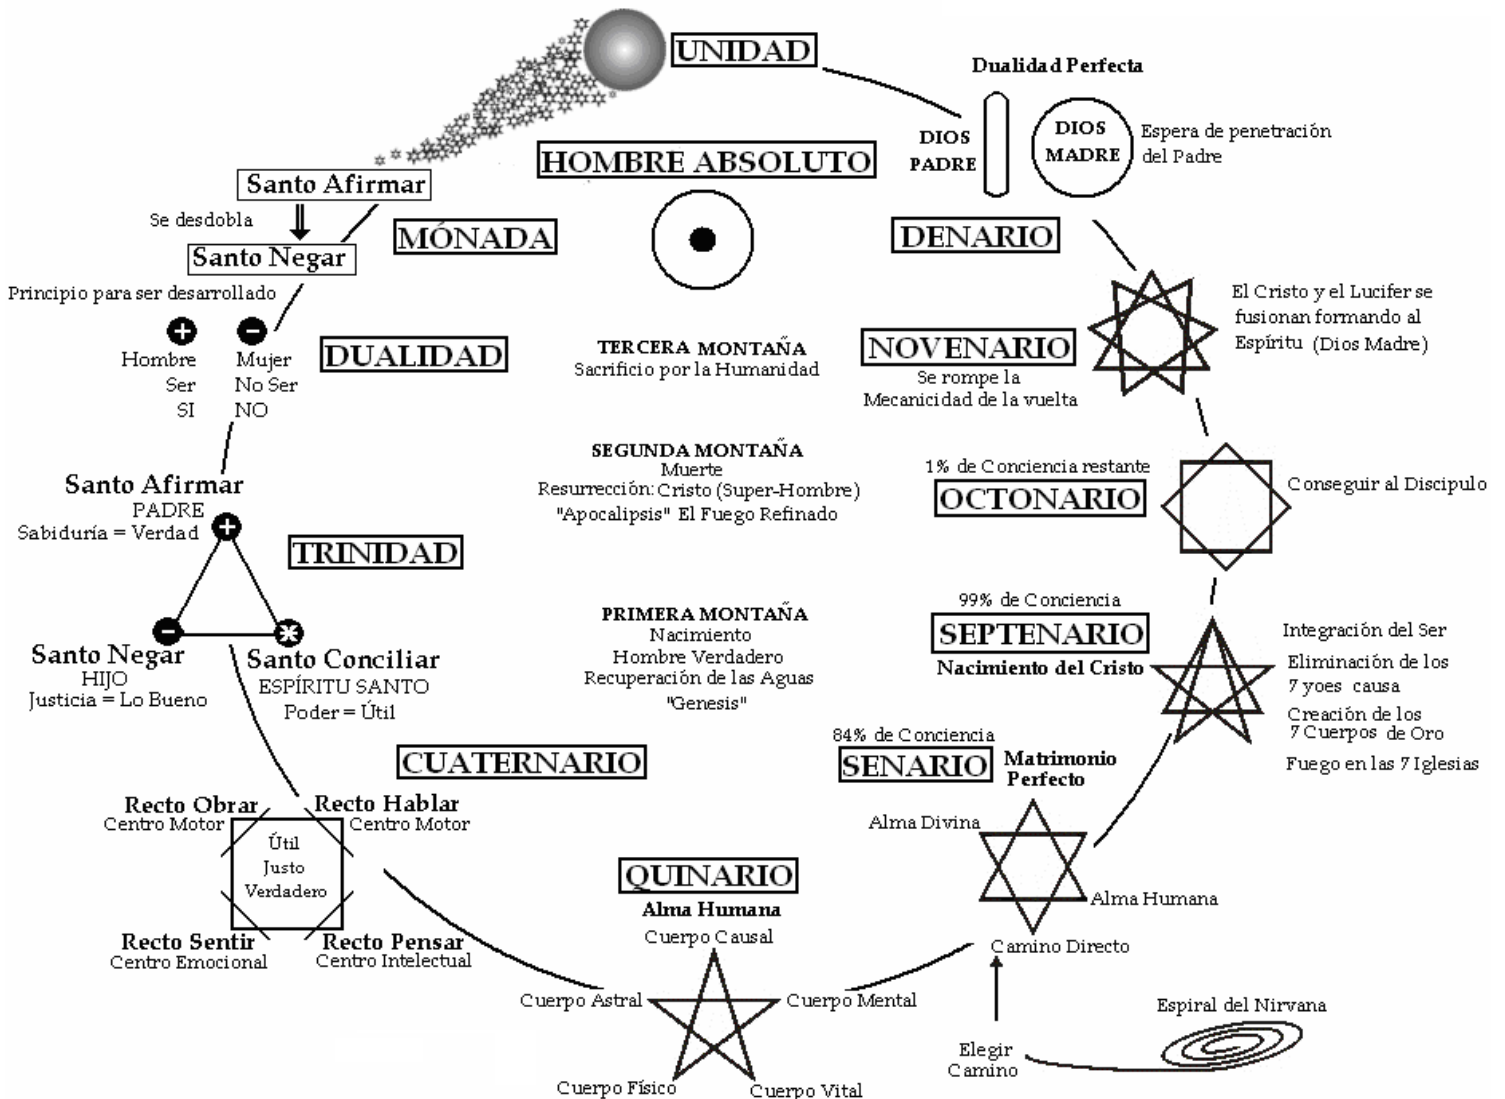 UNIDAD
Dualidad Perfecta
DIOS
PADRE
DIOS
MADRE
Espera de penetración
del Padre
HOMBRE ABSOLUTO
Santo Afirmar
Se desdobla
Santo Negar
MÓNADA
DENARIO
Principio para ser desarrollado
Hombre
Ser
SI
Mujer
No Ser
NO
DUALIDAD
TERCERA MONTAÑA
Sacrificio por la Humanidad
NOVENARIO
Se rompe la
Mecanicidad de la vuelta
El Cristo y el Lucifer se
fusionan formando al
Espíritu (Dios Madre)
SEGUNDA MONTAÑA
Muerte
Resurrección: Cristo (Super-Hombre)
"Apocalipsis" El Fuego Refinado
1% de Conciencia restante
OCTONARIO
Conseguir al Discipulo
Santo Afirmar
PADRE
Sabiduría = Verdad
TRINIDAD
Santo Negar
HIJO
Justicia = Lo Bueno
Santo Conciliar
ESPÍRITU SANTO
Poder = Útil
PRIMERA MONTAÑA
Nacimiento
Hombre Verdadero
Recuperación de las Aguas
"Genesis"
99% de Conciencia
SEPTENARIO
Nacimiento del Cristo
Integración del Ser
Eliminación de los
7 yoes causa
Creación de los
7 Cuerpos de Oro
Fuego en las 7 Iglesias
CUATERNARIO
Recto Obrar
Centro Motor
Recto Hablar
Centro Motor
Útil
Justo
Verdadero
Recto Sentir
Centro Emocional
Recto Pensar
Centro Intelectual
84% de Conciencia
SENARIO
Matrimonio
Perfecto
Alma Divina
Alma Humana
Camino Directo
QUINARIO
Alma Humana
Cuerpo Causal
Cuerpo Astral
Cuerpo Mental
Cuerpo Físico
Cuerpo Vital
Elegir
Camino
Espiral del Nirvana